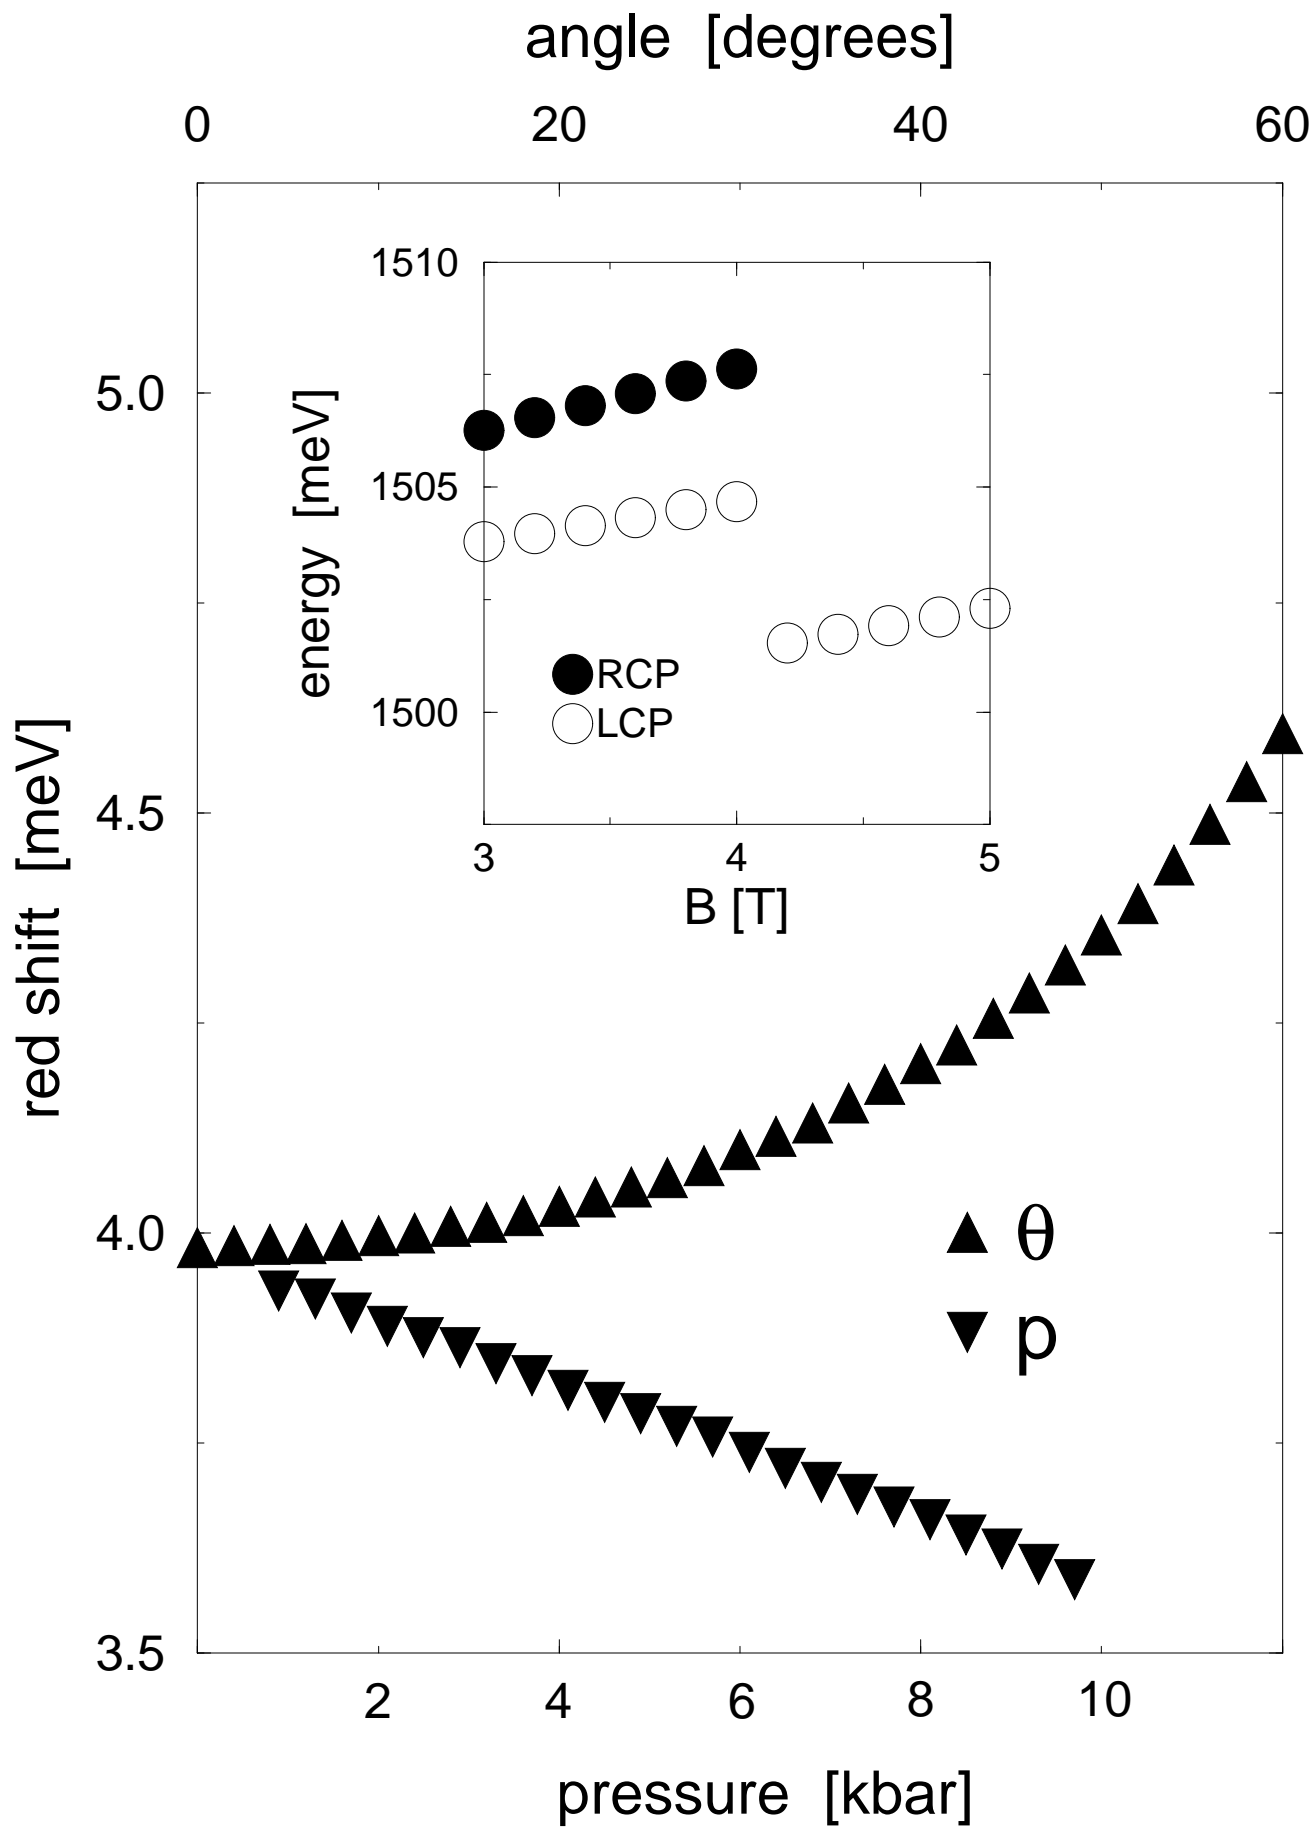 angle [degrees]
0 20 40 60
1510
5.0
energy [meV]
1505
RCP
1500
LCP
red shift [meV]
4.5
3 4 5
B [T]
4.0
θ
p
3.5
2 4 6 8 10
pressure [kbar]